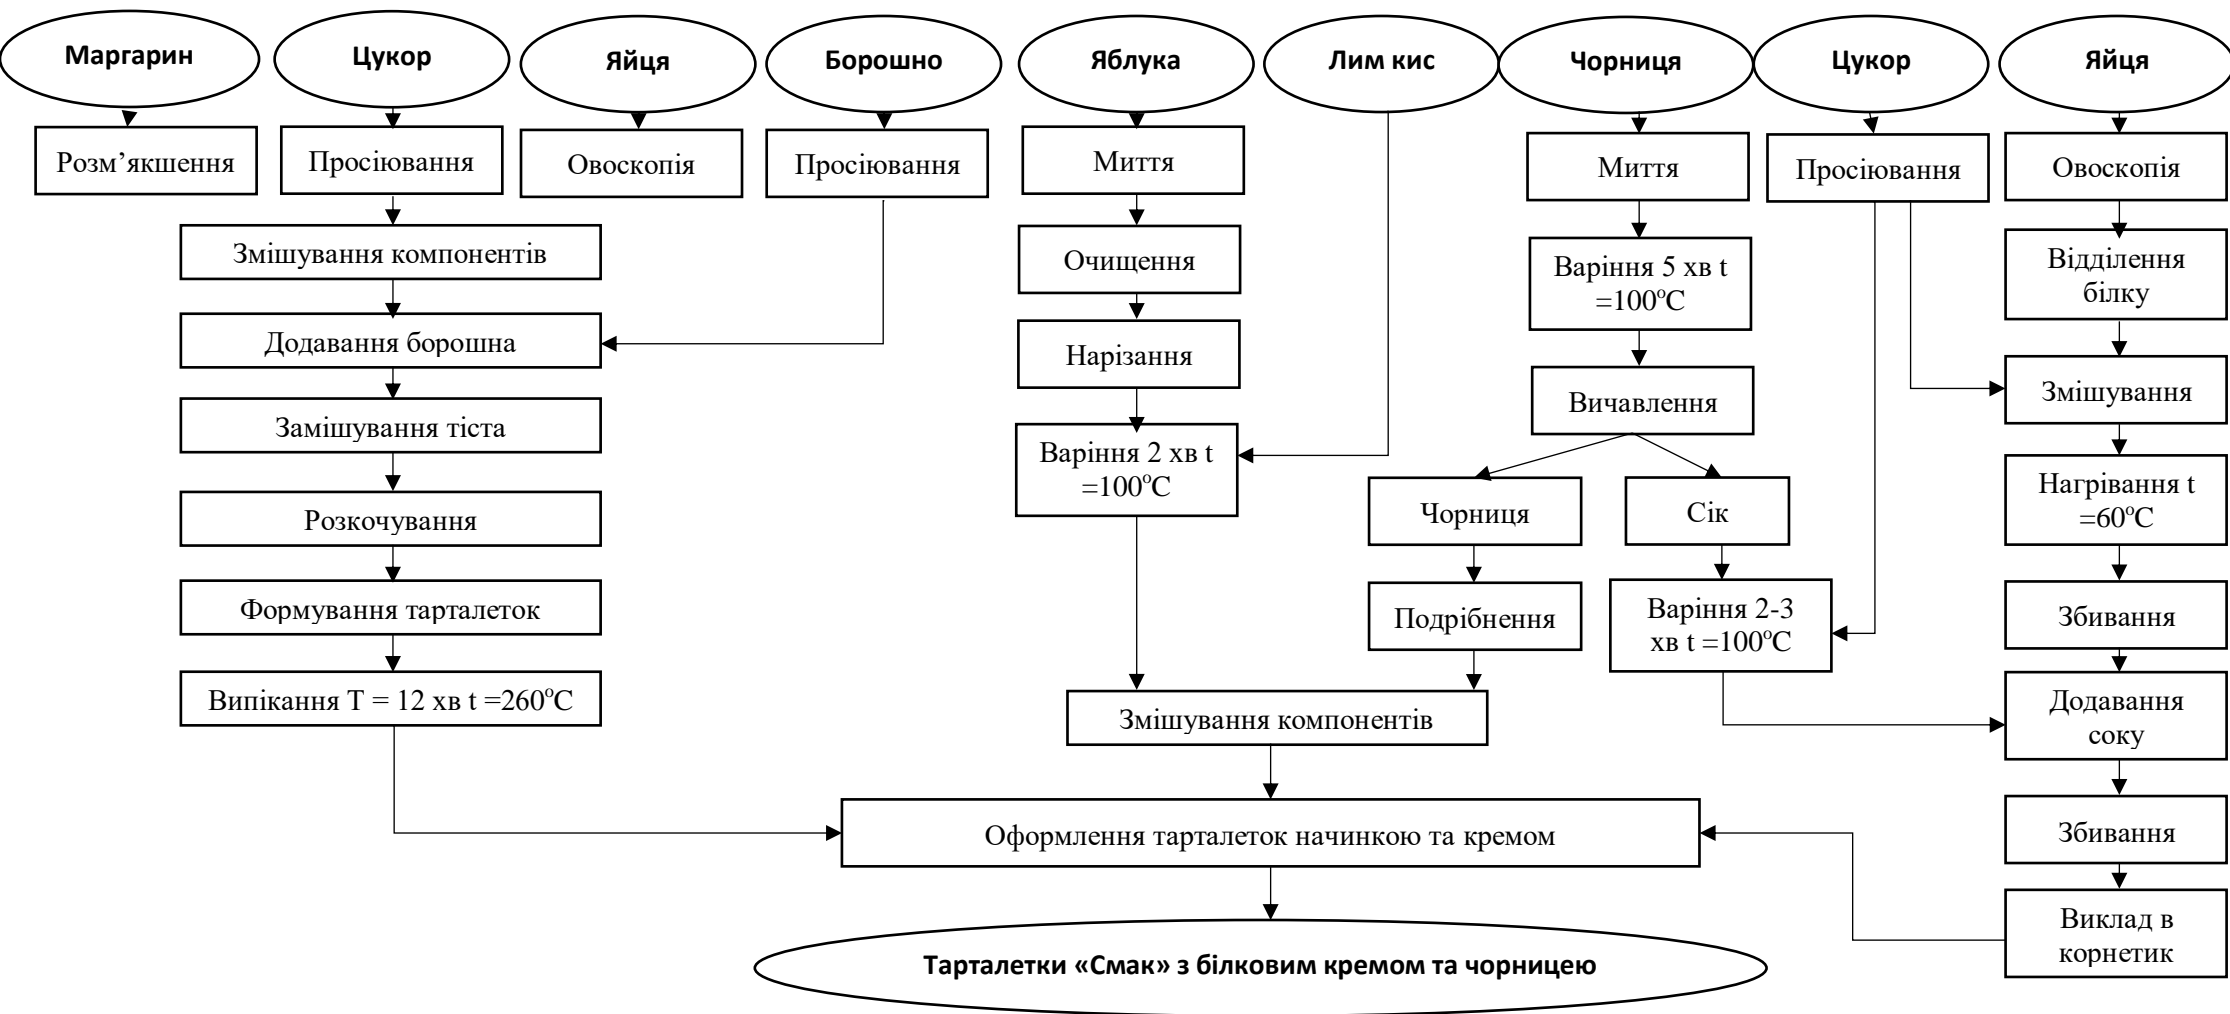 Маргарин
Цукор
Яйця
Борошно
Яблука
Лим кис
Чорниця
Цукор
Яйця
Розм’якшення
Просіювання
Овоскопія
Просіювання
Миття
Миття
Просіювання
Овоскопія
Змішування компонентів
Очищення
Варіння 5 хв t
=100°С
Відділення
білку
Додавання борошна
Нарізання
Вичавлення
Змішування
Замішування тіста
Варіння 2 хв t
=100°С
Чорниця
Сік
Нагрівання t
=60°С
Розкочування
Формування тарталеток
Подрібнення
Варіння 2-3
хв t =100°С
Збивання
Випікання Т = 12 хв t =260°С
Змішування компонентів
Додавання
соку
Оформлення тарталеток начинкою та кремом
Збивання
Виклад в
корнетик
Тарталетки «Смак» з білковим кремом та чорницею